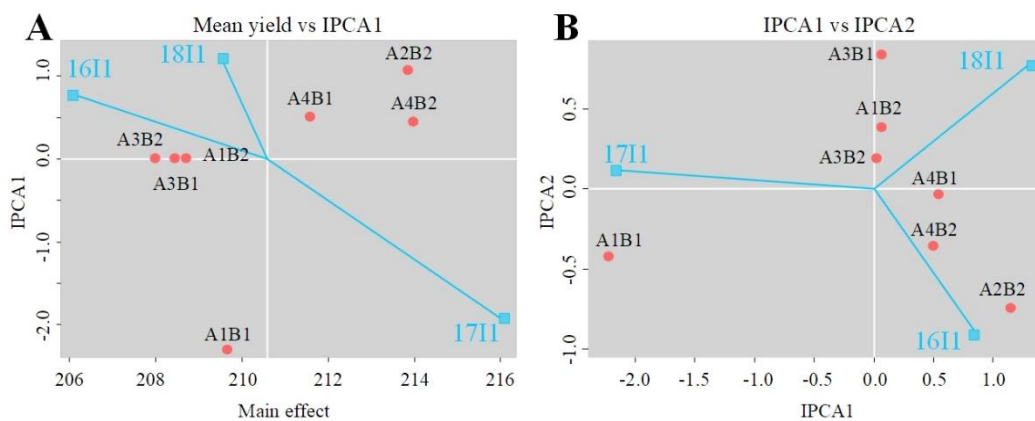 A
Mean yield vs IPCA1
16I1
18I1
A2B2
A4B1
A4B2
A3B2
A1B2
A3B1
A1B1
17I1
1.0
0.0
-1.0
-2.0
IPCA1
206
208
210
212
214
216
Main effect
B
IPCA1 vs IPCA2
A3B1
18I1
A1B2
17I1
A3B2
A4B1
A4B2
A1B1
A2B2
16I1
0.5
0.0
-0.5
-1.0
IPCA2
-2.0
-1.5
-1.0
-0.5
0.0
0.5
1.0
IPCA1